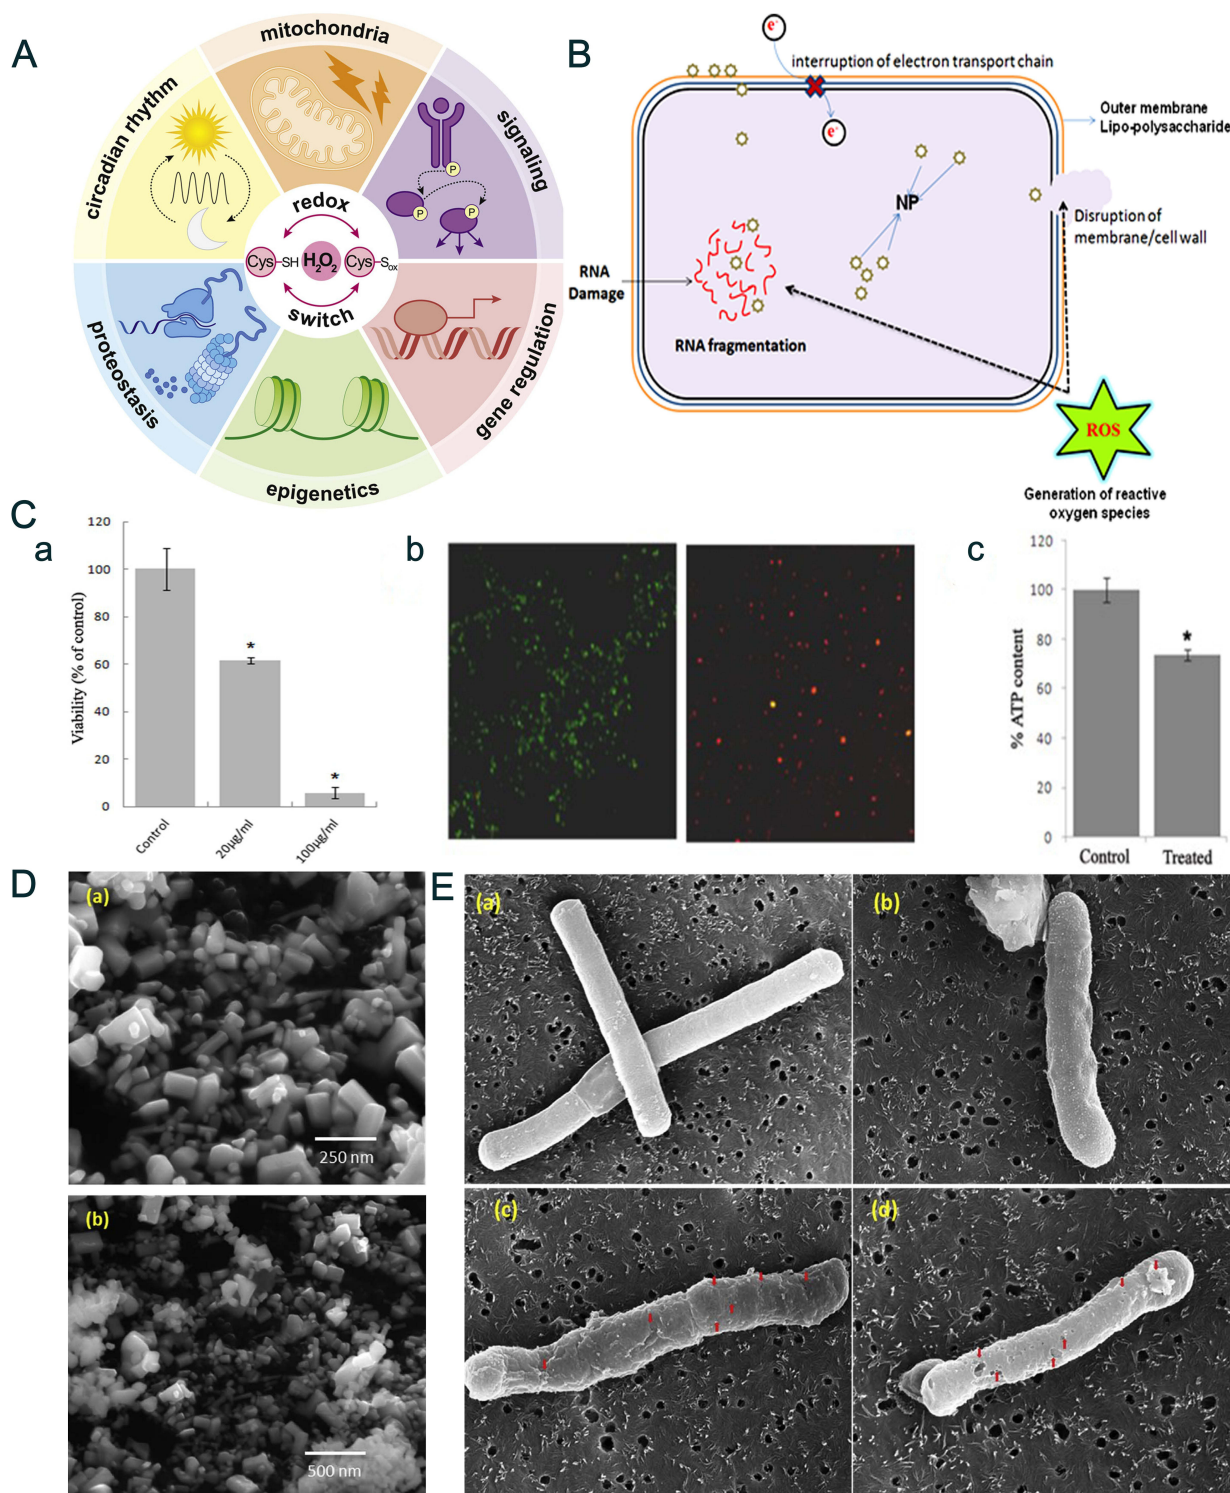 A
mitochondria
circadian rhythm
signaling
P
P
P
redox
Cys-SH
H2O2
Cys-Sox
switch
proteostasis
gene regulation
epigenetics
B
e-
interruption of electron transport chain
e-
Outer membrane
Lipo-polysaccharide
NP
Disruption of
membrane/cell wall
RNA
Damage
RNA fragmentation
ROS
Generation of reactive
oxygen species
C
a
120
100
80
60
40
20
0
Viability (% of control)
*
*
Control
20µg/ml
100µg/ml
b
c
120
100
80
60
40
20
0
% ATP content
*
Control
Treated
D
(a)
250 nm
(b)
500 nm
E
(a)
(b)
(c)
(d)